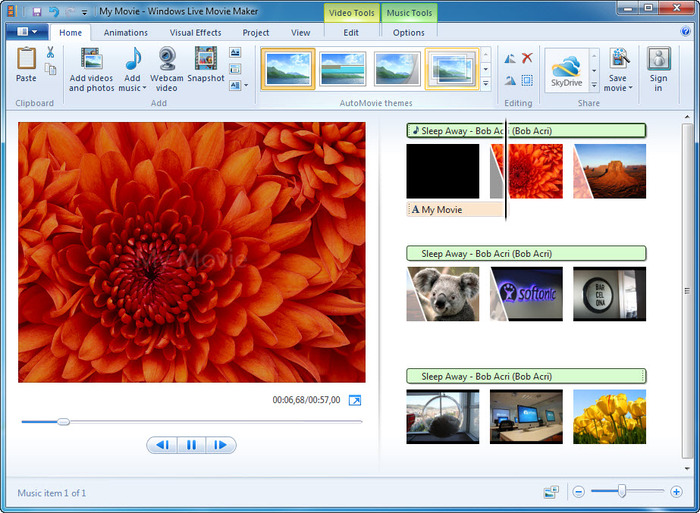 My Movie - Windows Live Movie Maker
Video Tools
Music Tools
Home
Animations
Visual Effects
Project
View
Edit
Options
Paste
Add videos
and photos
Add
music
Webcam
video
Snapshot
SkyDrive
Save
movie
Sign
in
Clipboard
Add
AutoMovie themes
Editing
Share
My Movie
00:06,68/00:57,00
Sleep Away - Bob Acri (Bob Acri)
A My Movie
Sleep Away - Bob Acri (Bob Acri)
softonic
BAR
CEL
ONA
Sleep Away - Bob Acri (Bob Acri)
Music item 1 of 1